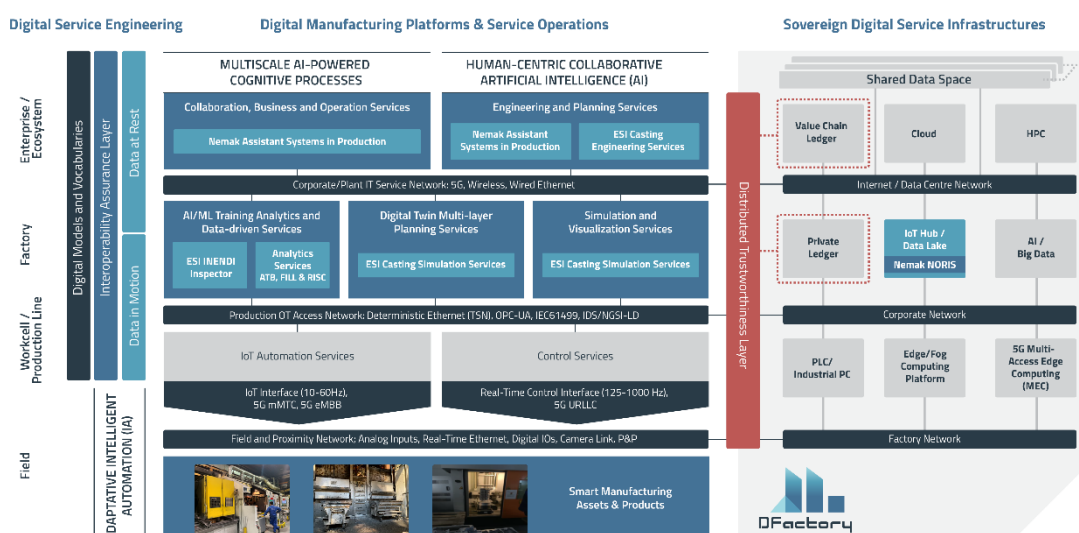 Digital Service Engineering
Digital Manufacturing Platforms & Service Operations
Sovereign Digital Service Infrastructures
Enterprise /
Ecosystem
Factory
Workcell /
Production Line
Field
Digital Models and Vocabularies
Interoperability Assurance Layer
Data at Rest
Data in Motion
DAPTATIVE INTELLIGENT
AUTOMATION (IA)
MULTISCALE AI-POWERED
COGNITIVE PROCESSES
HUMAN-CENTRIC COLLABORATIVE
ARTIFICIAL INTELLIGENCE (AI)
Collaboration, Business and Operation Services
Nemak Assistant Systems in Production
Engineering and Planning Services
Nemak Assistant
Systems in Production
ESI Casting
Engineering Services
Corporate/Plant IT Service Network: 5G, Wireless, Wired Ethernet
AI/ML Training Analytics and
Data-driven Services
ESI INENDI
Inspector
Analytics
Services
ATB, FILL & RISC
Digital Twin Multi-layer
Planning Services
ESI Casting Simulation Services
Simulation and
Visualization Services
ESI Casting Simulation Services
Production OT Access Network: Deterministic Ethernet (TSN), OPC-UA, IEC61499, IDS/NGSI-LD
IoT Automation Services
Control Services
IoT Interface (10-60Hz),
5G mMTC, 5G eMBB
Real-Time Control Interface (125-1000 Hz),
5G URLLC
Field and Proximity Network: Analog Inputs, Real-Time Ethernet, Digital IOs, Camera Link, P&P
Smart Manufacturing
Assets & Products
Distributed Trustworthiness Layer
Shared Data Space
Value Chain
Ledger
Cloud
HPC
Internet / Data Centre Network
Private
Ledger
IoT Hub /
Data Lake
Nemak NORIS
AI /
Big Data
Corporate Network
PLC/
Industrial PC
Edge/Fog
Computing
Platform
5G Multi-
Access Edge
Computing
(MEC)
Factory Network
DFactory